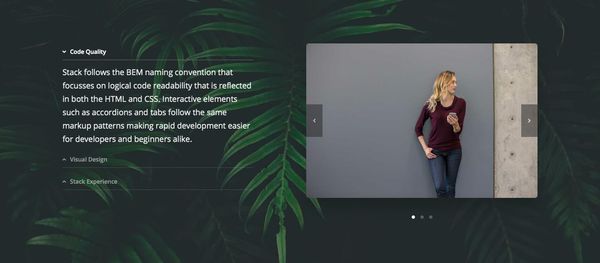 Code Quality
Stack follows the BEM naming convention that
focusses on logical code readability that is reflected
in both the HTML and CSS. Interactive elements
such as accordions and tabs follow the same
markup patterns making rapid development easier
for developers and beginners alike.
Visual Design
Stack Experience